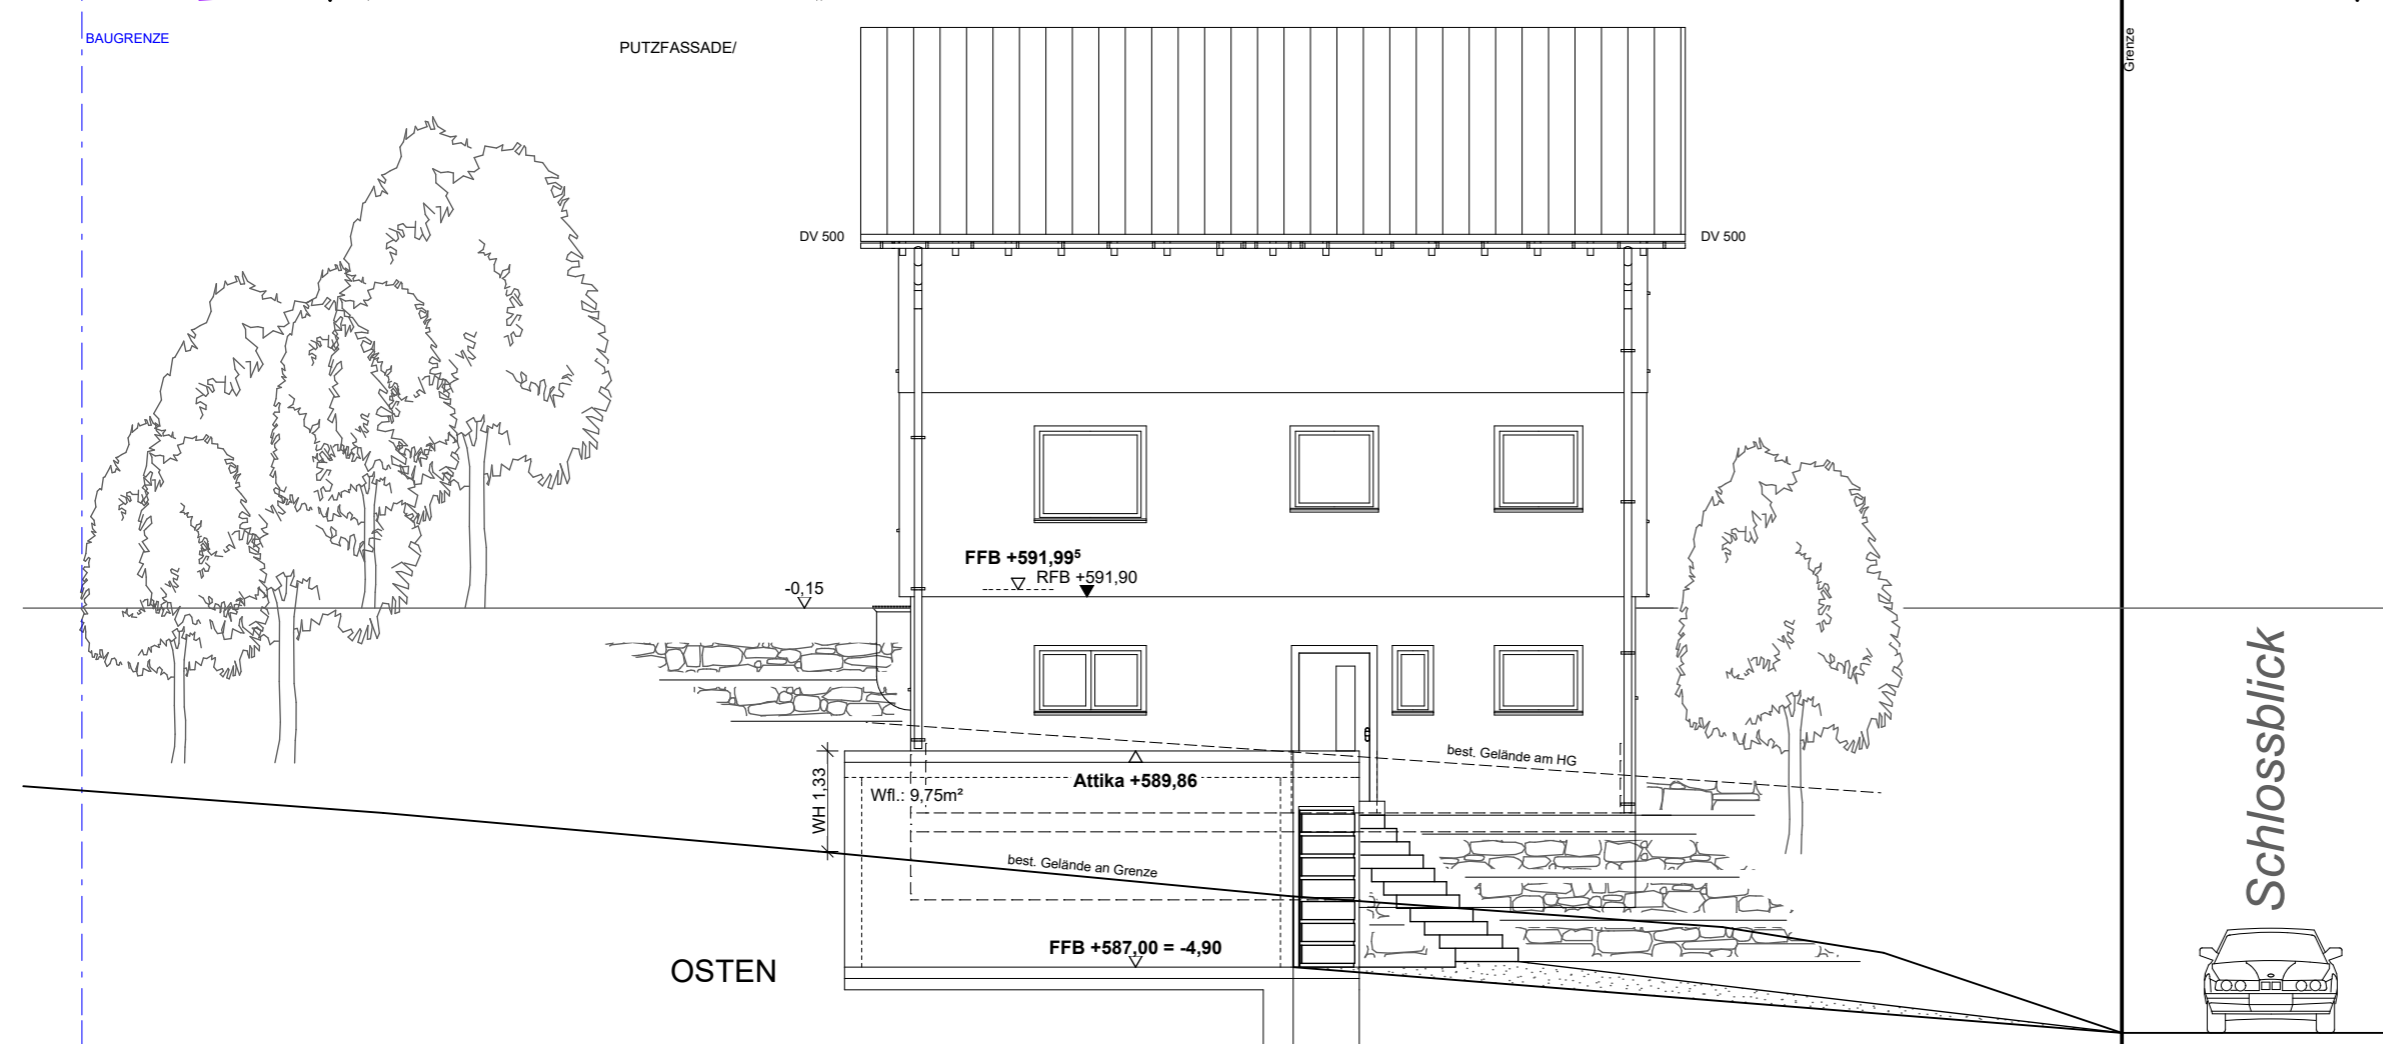 BAUGRENZE
PUTZFASSADE/
Grenze
DV 500
DV 500
FFB +591,99⁵
RFB +591,90
-0,15
best. Gelände am HG
Attika +589,86
WH 1,33
Wfl.: 9,75m²
best. Gelände an Grenze
FFB +587,00 = -4,90
OSTEN
Schlossblick